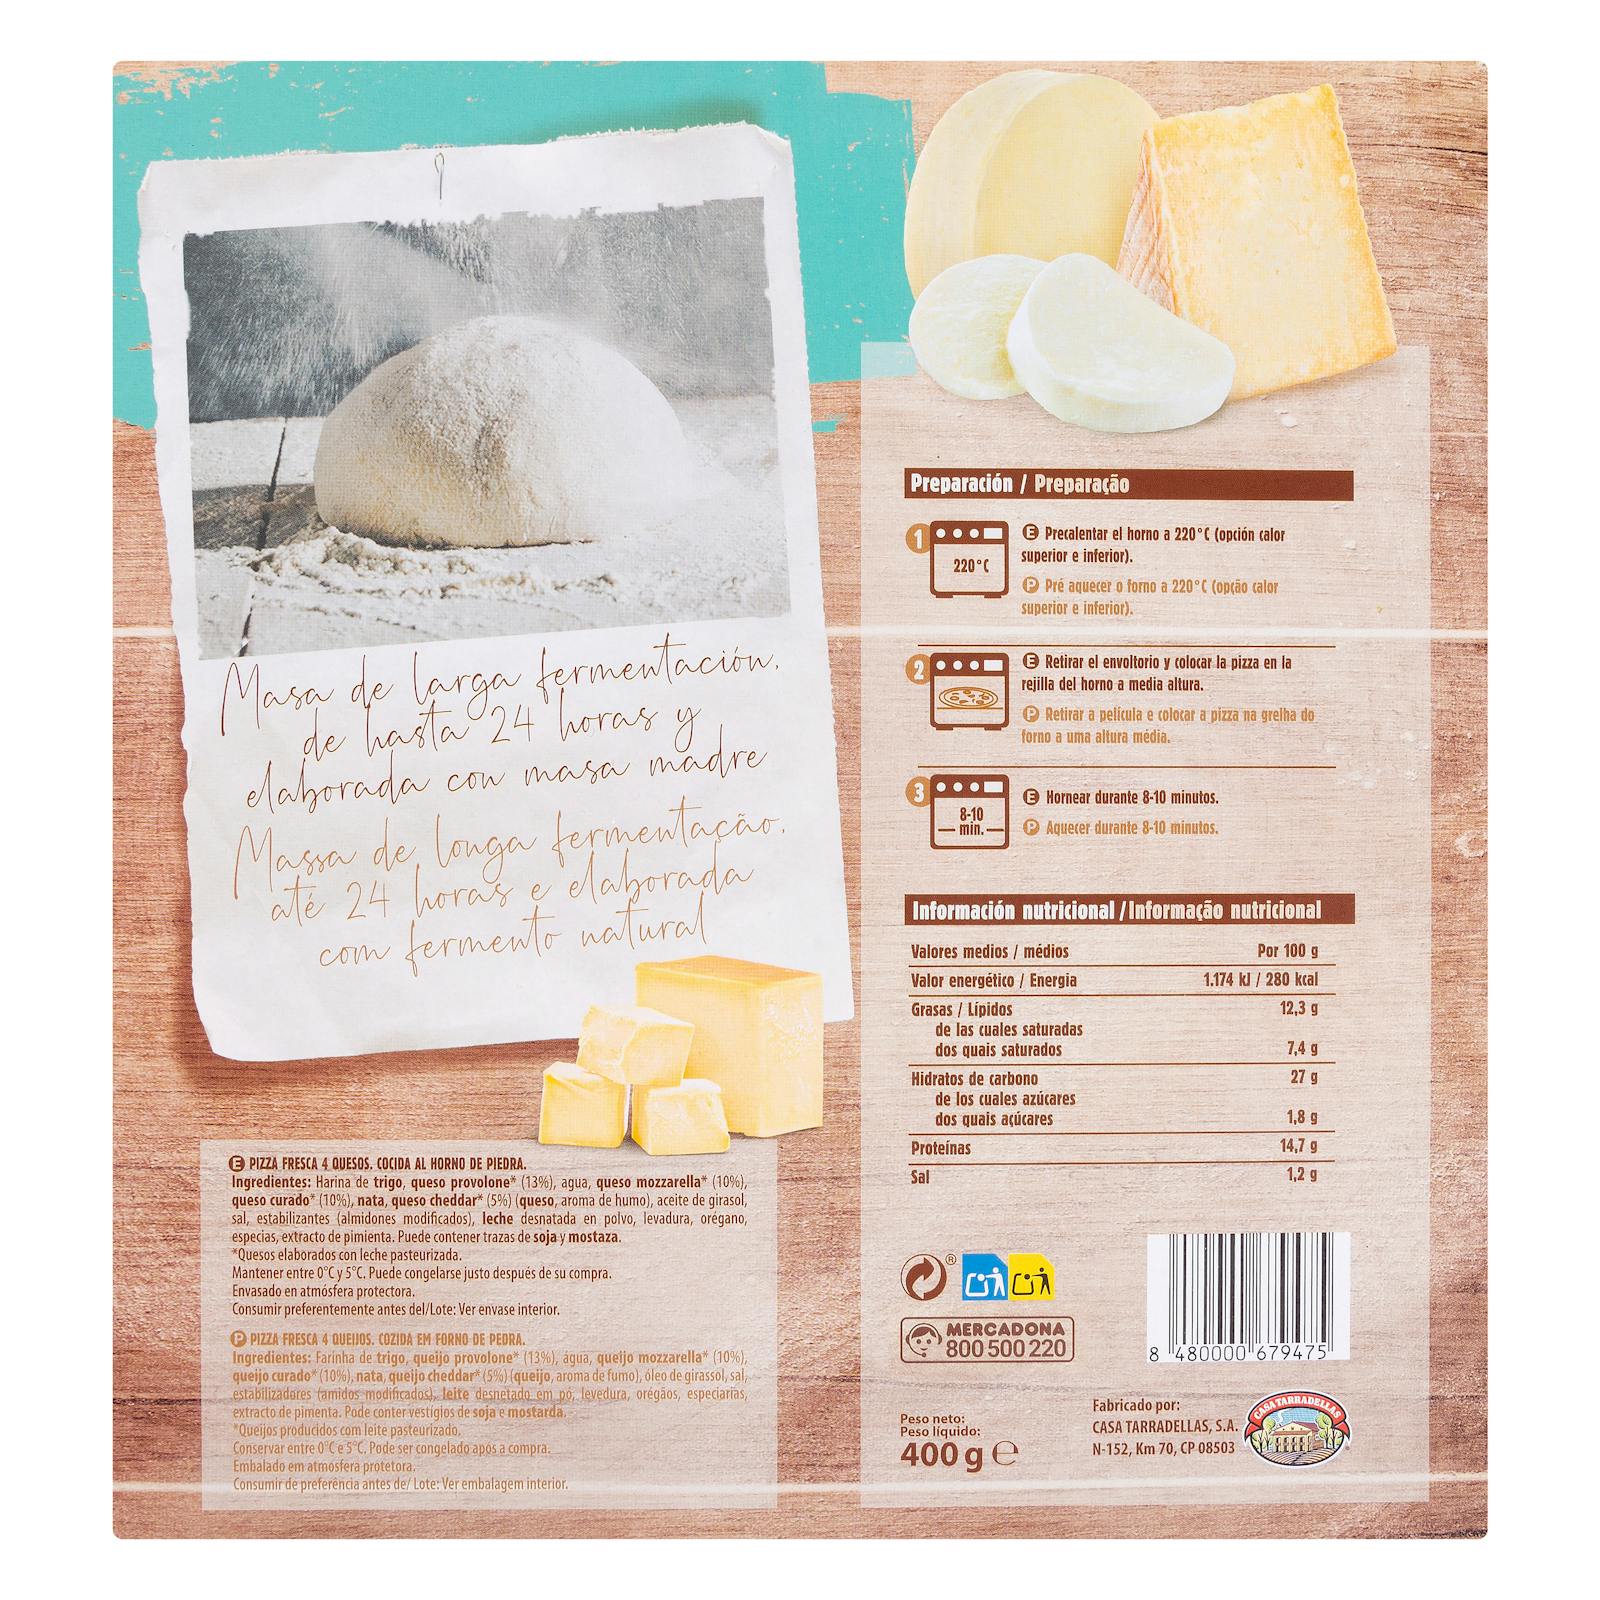 Masa de larga fermentación,
de hasta 24 horas y
elaborada con masa madre
Massa de longa fermentação,
até 24 horas e elaborada
com fermento natural
E PIZZA FRESCA 4 QUESOS. COCIDA AL HORNO DE PIEDRA.
Ingredientes: Harina de trigo, queso provolone* (13%), agua, queso mozzarella* (10%),
queso curado* (10%), nata, queso cheddar* (5%) (queso, aroma de humo), aceite de girasol,
sal, estabilizantes (almidones modificados), leche desnatada en polvo, levadura, orégano,
especias, extracto de pimienta. Puede contener trazas de soja y mostaza.
*Quesos elaborados con leche pasteurizada.
Mantener entre 0°C y 5°C. Puede congelarse justo después de su compra.
Envasado en atmósfera protectora.
Consumir preferentemente antes del/Lote: Ver envase interior.
P PIZZA FRESCA 4 QUEIJOS. COZIDA EM FORNO DE PEDRA.
Ingredientes: Farinha de trigo, queijo provolone* (13%), água, queijo mozzarella* (10%),
queijo curado* (10%), nata, queijo cheddar* (5%) (queijo, aroma de fumo), óleo de girassol, sal,
estabilizadores (amidos modificados), leite desnetado em pó, levedura, orégãos, especiarias,
extracto de pimenta. Pode conter vestígios de soja e mostarda.
*Queijos producidos com leite pasteurizado.
Conservar entre 0°C e 5°C. Pode ser congelado após a compra.
Embalado em atmosfera protetora.
Consumir de preferência antes de/ Lote: Ver embalagem interior.
Preparación / Preparação
1
220°C
E Precalentar el horno a 220°C (opción calor
superior e inferior).
P Pré aquecer o forno a 220°C (opção calor
superior e inferior).
2
E Retirar el envoltorio y colocar la pizza en la
rejilla del horno a media altura.
P Retirar a película e colocar a pizza na grelha do
forno a uma altura média.
3
8-10
min.
E Hornear durante 8-10 minutos.
P Aquecer durante 8-10 minutos.
Información nutricional / Informação nutricional
Valores medios / médios Por 100 g
Valor energético / Energia 1.174 kJ / 280 kcal
Grasas / Lípidos 12,3 g
de las cuales saturadas
dos quais saturados 7,4 g
Hidratos de carbono 27 g
de los cuales azúcares
dos quais açúcares 1,8 g
Proteínas 14,7 g
Sal 1,2 g
®
MERCADONA
800 500 220
8 480000 679475
Peso neto:
Peso líquido:
400 g e
Fabricado por:
CASA TARRADELLAS, S.A.
N-152, Km 70, CP 08503
CASA TARRADELLAS